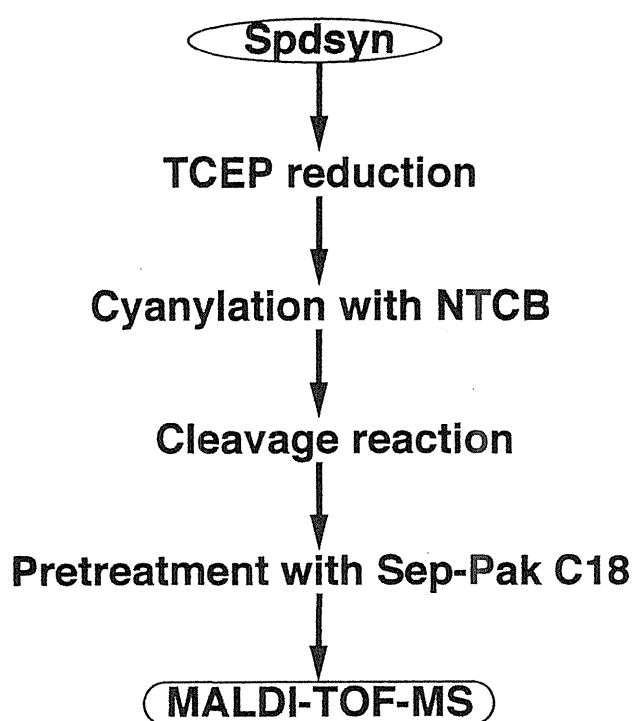 Spdsyn
TCEP reduction
Cyanylation with NTCB
Cleavage reaction
Pretreatment with Sep-Pak C18
MALDI-TOF-MS